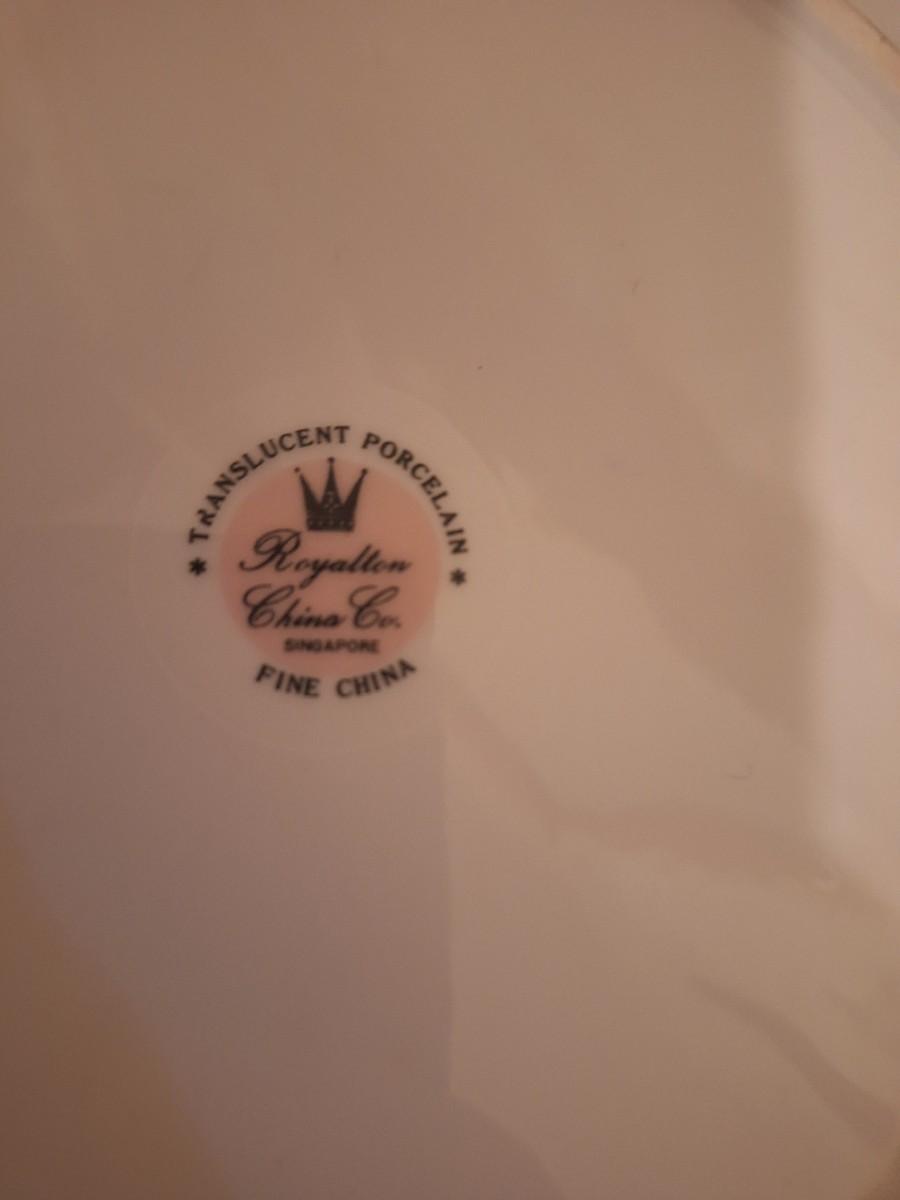 * TRANSLUCENT PORCELAIN *
Royalton
China Co.
SINGAPORE
FINE CHINA